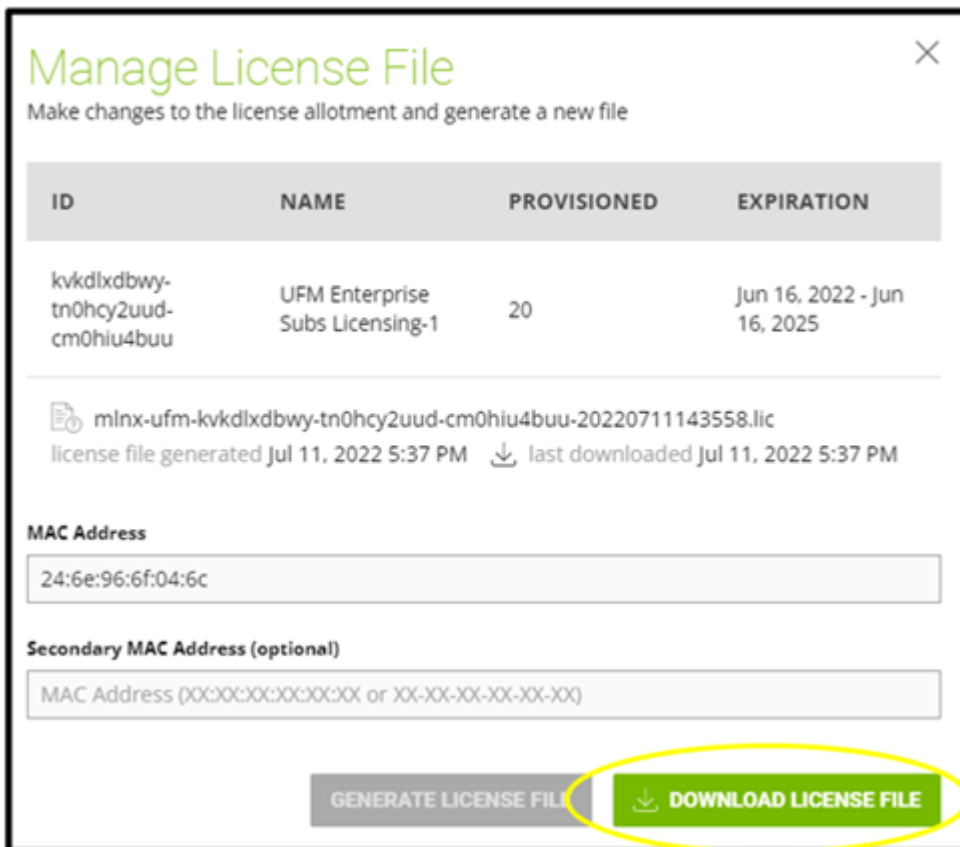 Manage License File
Make changes to the license allotment and generate a new file
ID NAME PROVISIONED EXPIRATION
kvkdlxdbwy-
tn0hcy2uud-
cm0hiu4buu
UFM Enterprise
Subs Licensing-1
20
Jun 16, 2022 - Jun
16, 2025
mlnx-ufm-kvkdlxdbwy-tn0hcy2uud-cm0hiu4buu-20220711143558.lic
license file generated Jul 11, 2022 5:37 PM last downloaded Jul 11, 2022 5:37 PM
MAC Address
24:6e:96:6f:04:6c
Secondary MAC Address (optional)
MAC Address (XX:XX:XX:XX:XX:XX or XX-XX-XX-XX-XX-XX)
GENERATE LICENSE FILE DOWNLOAD LICENSE FILE